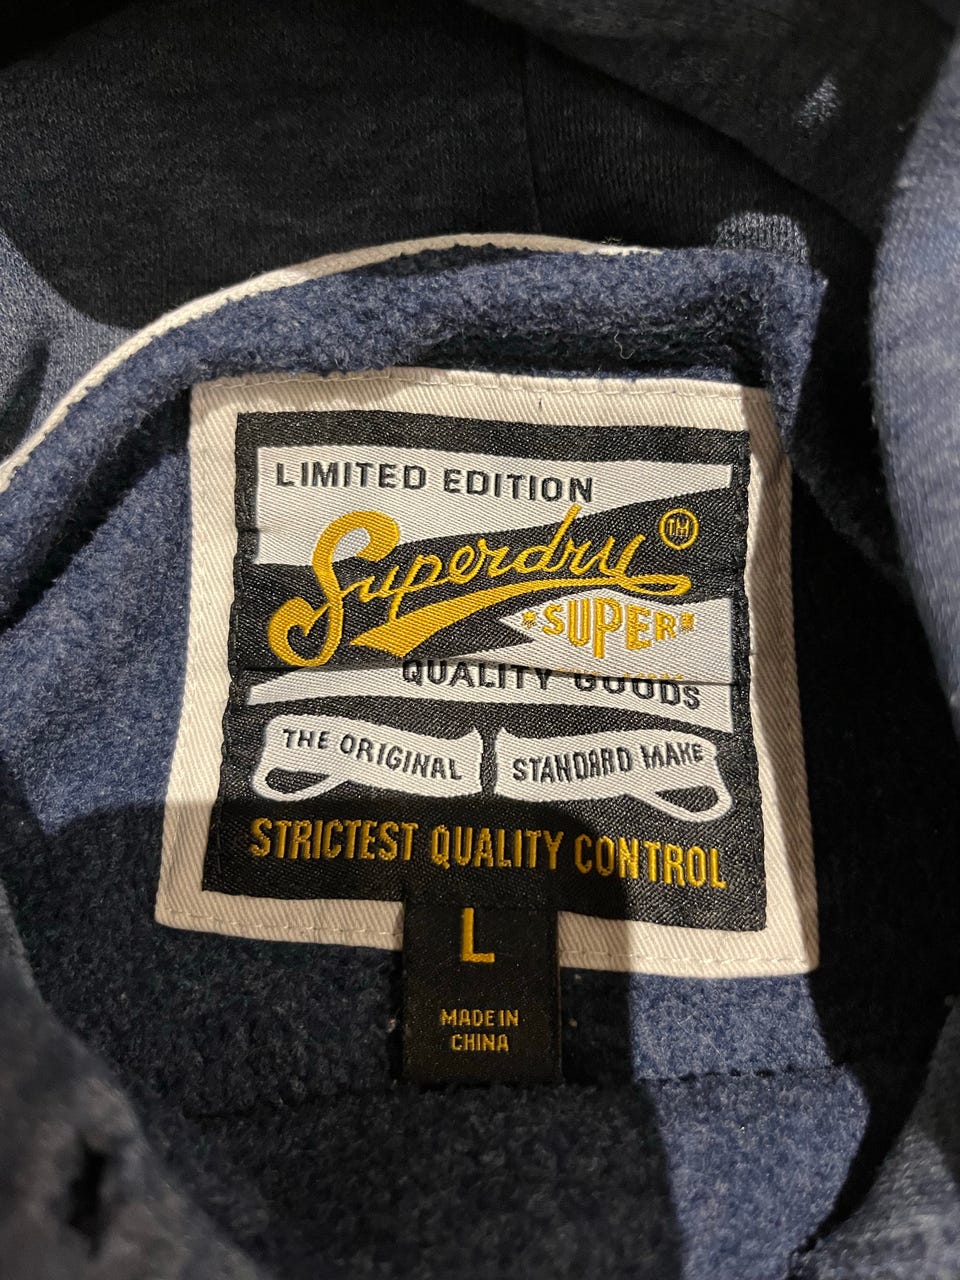 LIMITED EDITION
Superdry TM
*SUPER*
QUALITY GOODS
THE ORIGINAL
STANDARD MAKE
STRICTEST QUALITY CONTROL
L
MADE IN
CHINA